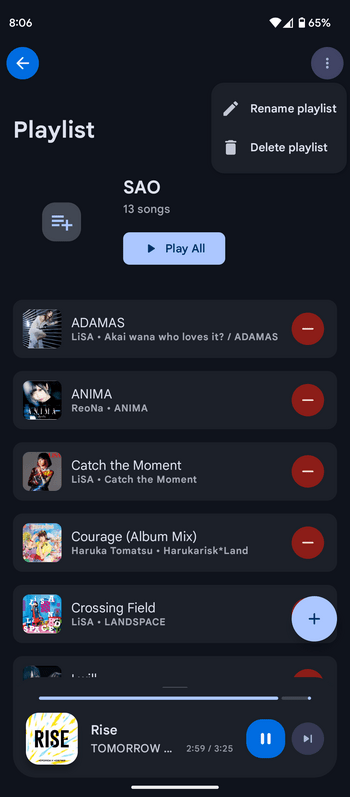 8:06
65%
Rename playlist
Delete playlist
Playlist
SAO
13 songs
Play All
ADAMAS
LiSA • Akai wana who loves it? / ADAMAS
ANIMA
ReoNa • ANIMA
Catch the Moment
LiSA • Catch the Moment
Courage (Album Mix)
Haruka Tomatsu • Harukarisk*Land
Crossing Field
LiSA • LANDSPACE
RISE
Rise
TOMORROW ...
2:59 / 3:25